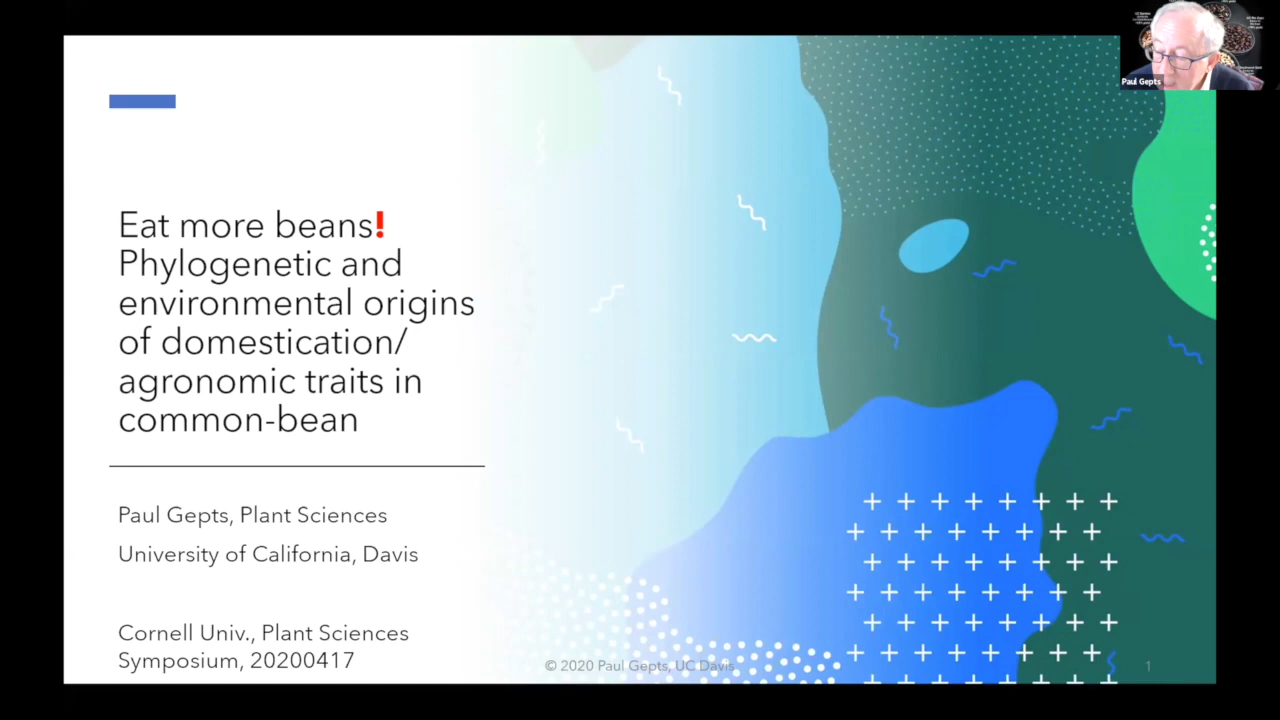 Paul Gepts
Eat more beans!
Phylogenetic and
environmental origins
of domestication/
agronomic traits in
common-bean
Paul Gepts, Plant Sciences
University of California, Davis
Cornell Univ., Plant Sciences
Symposium, 20200417
© 2020 Paul Gepts, UC Davis
1